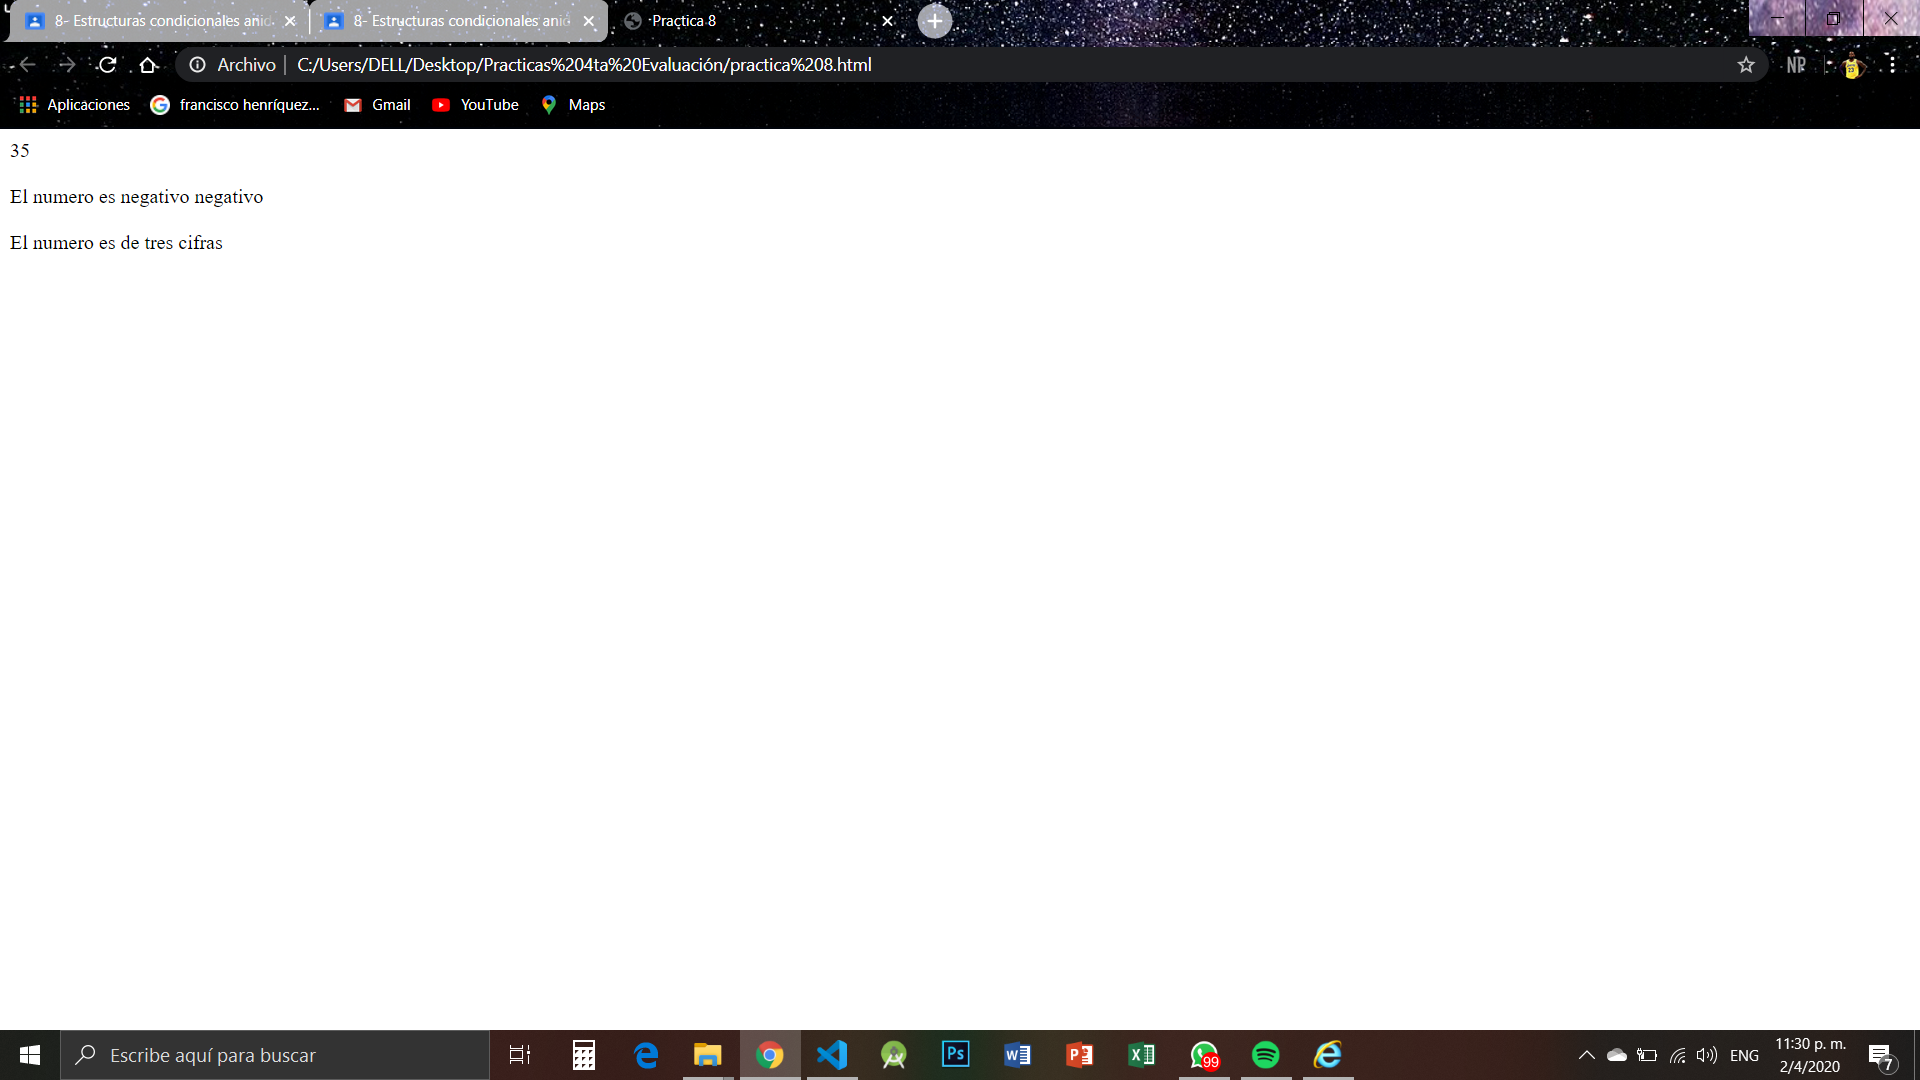 8- Estructuras condicionales anid
8- Estructuras condicionales anid
Practica 8
Archivo
C:/Users/DELL/Desktop/Practicas%204ta%20Evaluación/practica%208.html
NP
Aplicaciones
francisco henríquez...
Gmail
YouTube
Maps
35
El numero es negativo negativo
El numero es de tres cifras
Escribe aquí para buscar
Ps
99
ENG
11:30 p. m.
2/4/2020
7